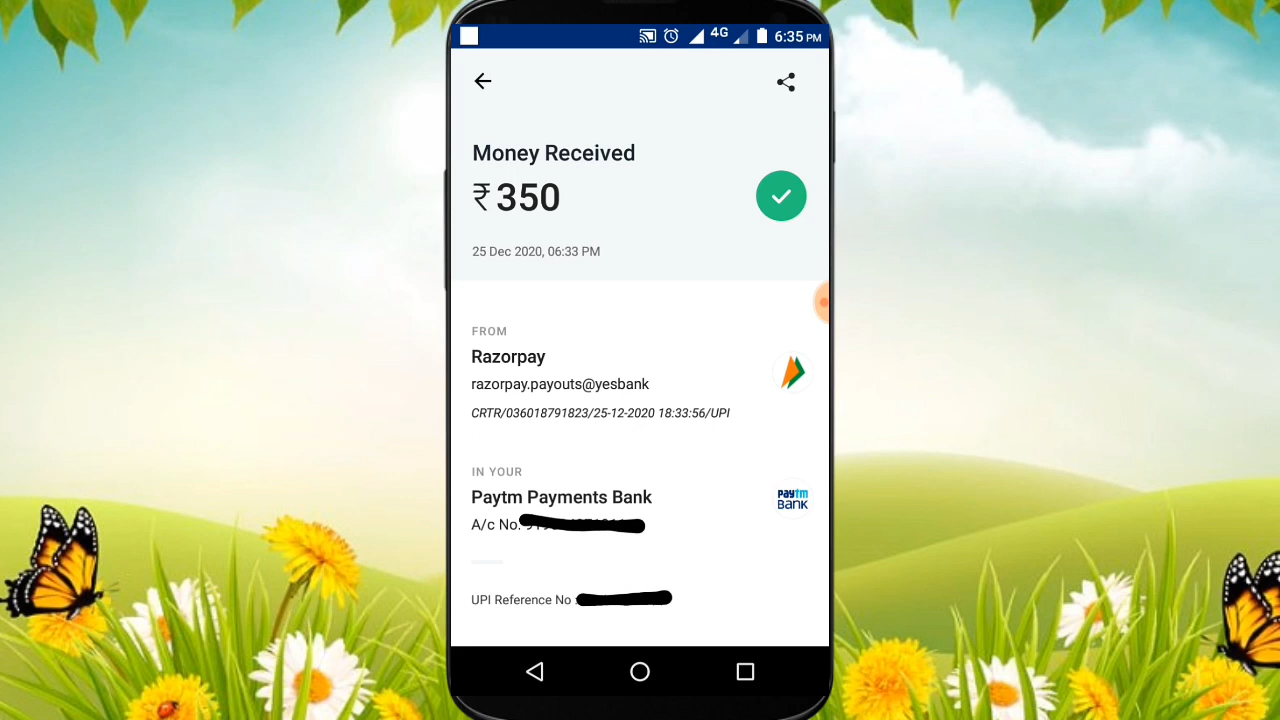 4G 6:35 PM
Money Received
₹350
25 Dec 2020, 06:33 PM
FROM
Razorpay
razorpay.payouts@yesbank
CRTR/036018791823/25-12-2020 18:33:56/UPI
IN YOUR
Paytm Payments Bank
paytm BANK
A/c No.
UPI Reference No :